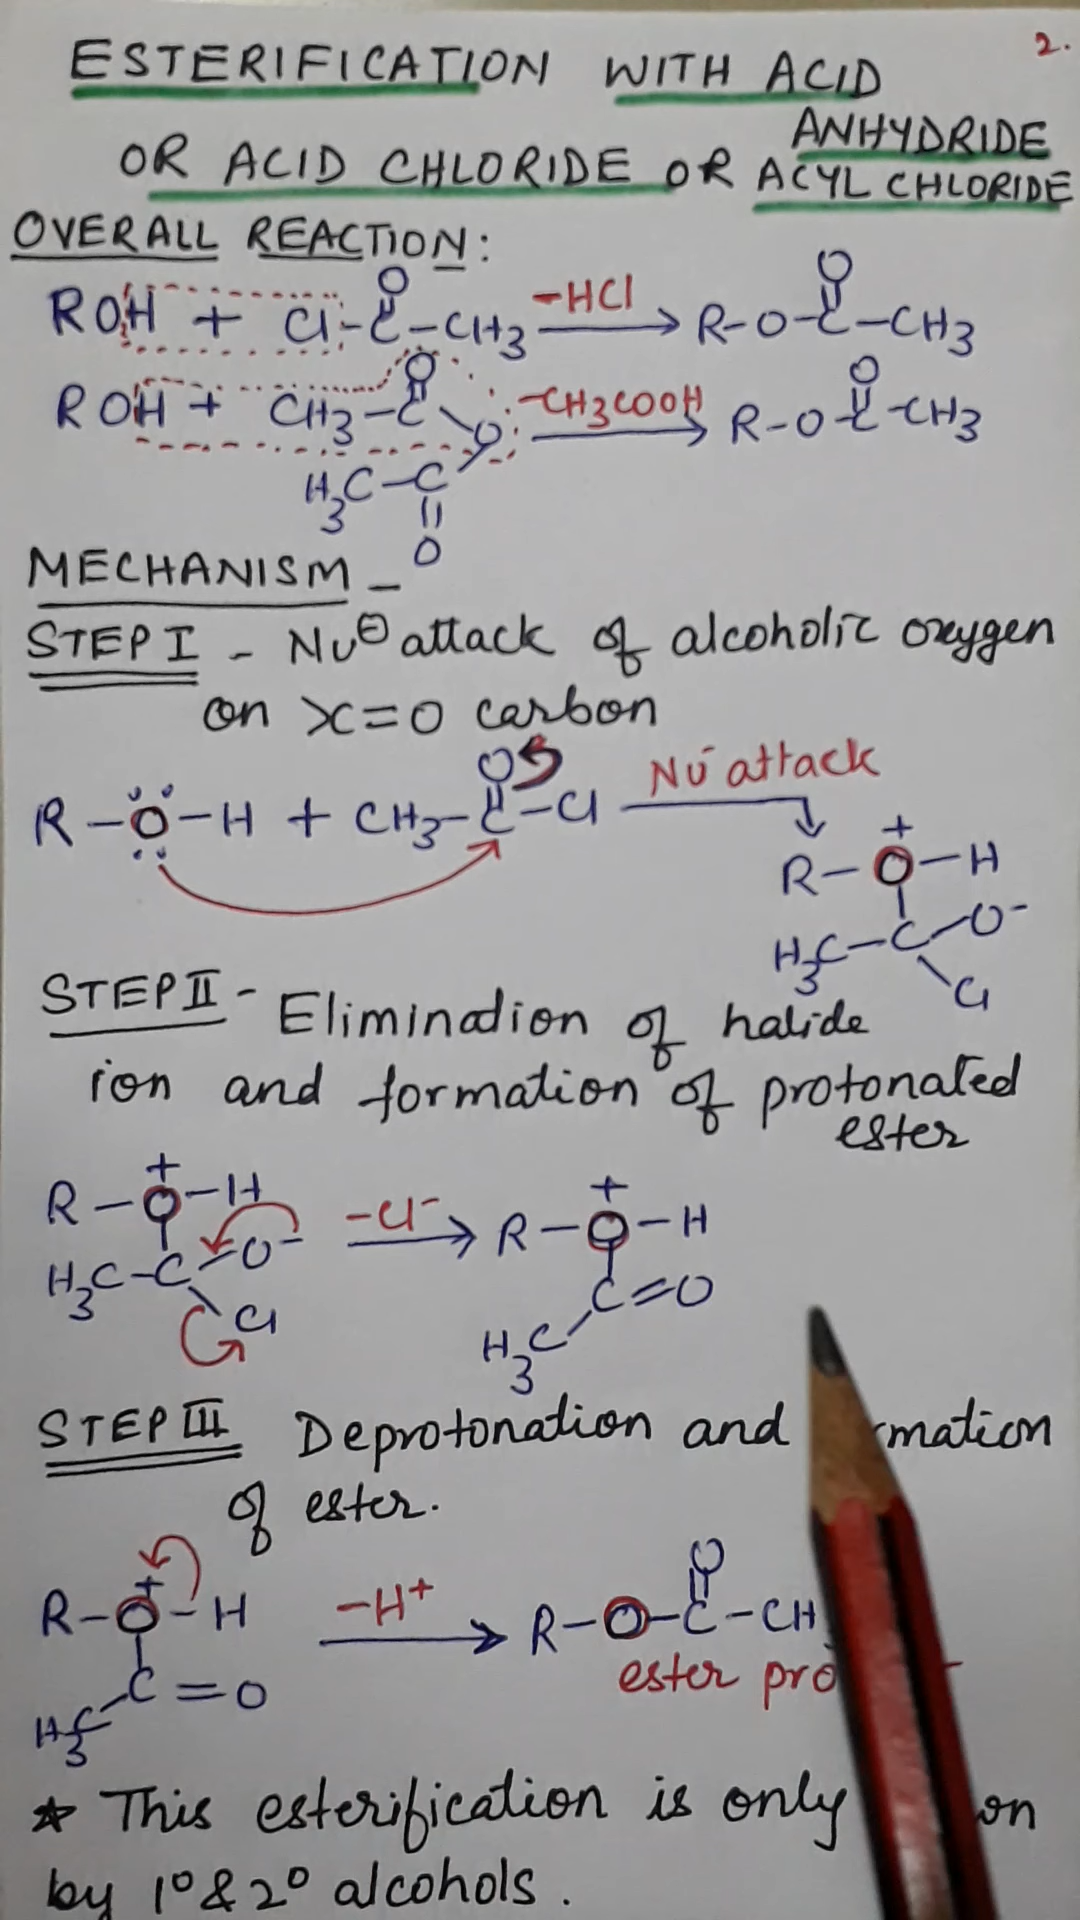 2.
ESTERIFICATION WITH ACID
ANHYDRIDE
OR ACID CHLORIDE OR ACYL CHLORIDE
OVERALL REACTION:
O
ROH + Cl-C-CH3 -HCl → R-O-C-CH3
O
O
ROH + CH3-C -CH3COOH → R-O-C-CH3
O
O
H3C-C
O
MECHANISM -
STEP I - Nu⊖ attack of alcoholic oxygen
on >C=O carbon
O
R-O-H + CH3-C-Cl Nu⁻ attack
+
R-O-H
H3C-C-O⁻
Cl
STEP II - Elimination of halide
ion and formation of protonated
ester
+ +
R-O-H -Cl⁻ → R-O-H
H3C-C-O⁻ C=O
Cl H3C
STEP III Deprotonation and mation
of ester.
+ O
R-O-H -H+ → R-O-C-CH
C=O ester pro
H3C
★ This esterification is only on
by 1° & 2° alcohols.